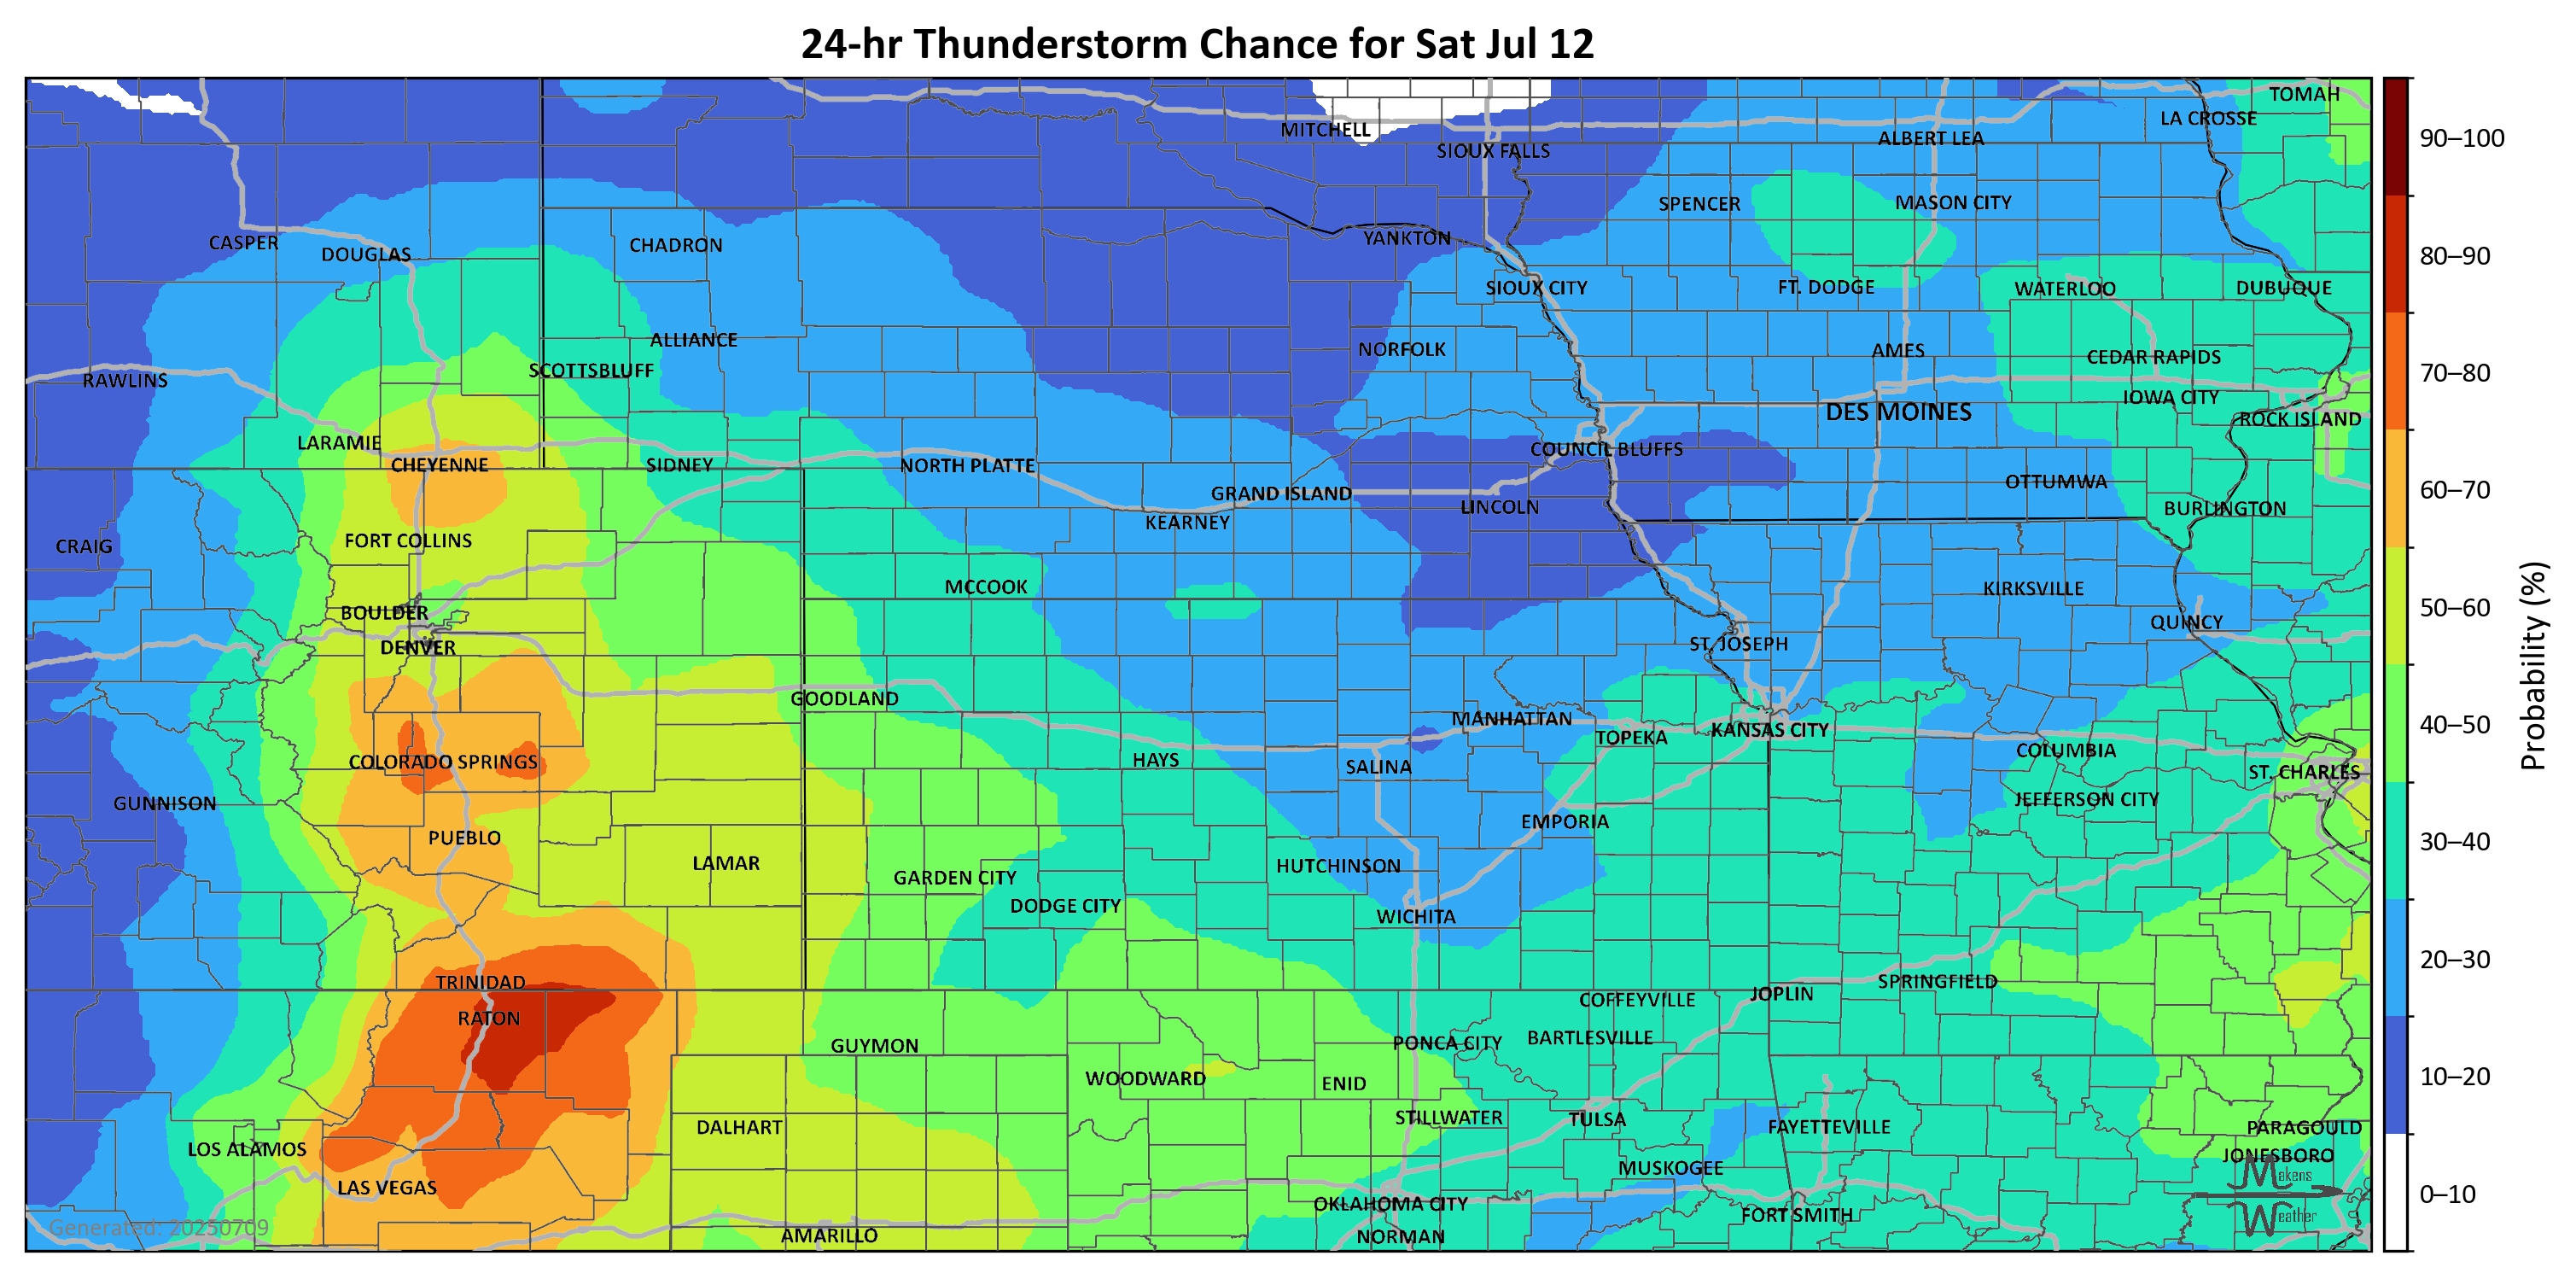 24-hr Thunderstorm Chance for Sat Jul 12
TOMAH
LA CROSSE
MITCHELL
ALBERT LEA
SIOUX FALLS
SPENCER
MASON CITY
CASPER
DOUGLAS
CHADRON
YANKTON
SIOUX CITY
FT. DODGE
WATERLOO
DUBUQUE
ALLIANCE
NORFOLK
AMES
CEDAR RAPIDS
RAWLINS
SCOTTSBLUFF
IOWA CITY
DES MOINES
ROCK ISLAND
LARAMIE
COUNCIL BLUFFS
CHEYENNE
SIDNEY
NORTH PLATTE
OTTUMWA
GRAND ISLAND
LINCOLN
BURLINGTON
KEARNEY
CRAIG
FORT COLLINS
MCCOOK
KIRKSVILLE
BOULDER
QUINCY
DENVER
ST. JOSEPH
GOODLAND
MANHATTAN
KANSAS CITY
TOPEKA
COLUMBIA
COLORADO SPRINGS
HAYS
SALINA
ST. CHARLES
GUNNISON
JEFFERSON CITY
EMPORIA
PUEBLO
LAMAR
HUTCHINSON
GARDEN CITY
DODGE CITY
WICHITA
TRINIDAD
SPRINGFIELD
JOPLIN
COFFEYVILLE
RATON
BARTLESVILLE
GUYMON
PONCA CITY
WOODWARD
ENID
STILLWATER
TULSA
DALHART
FAYETTEVILLE
PARAGOULD
LOS ALAMOS
JONESBORO
MUSKOGEE
LAS VEGAS
OKLAHOMA CITY
FORT SMITH
AMARILLO
NORMAN
Generated: 20250709
Makens
Weather
90–100
80–90
70–80
60–70
50–60
40–50
30–40
20–30
10–20
0–10
Probability (%)